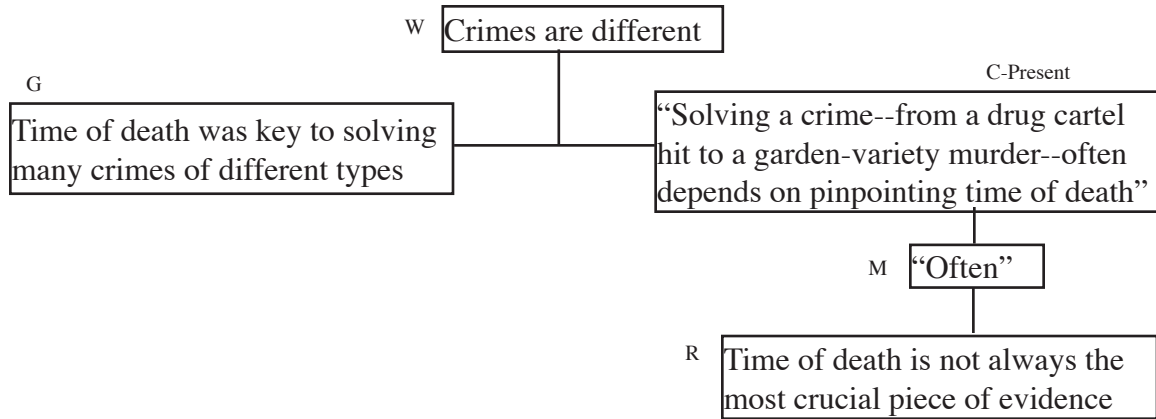 W
Crimes are different
G
C-Present
Time of death was key to solving
many crimes of different types
“Solving a crime--from a drug cartel
hit to a garden-variety murder--often
depends on pinpointing time of death”
M
“Often”
R
Time of death is not always the
most crucial piece of evidence